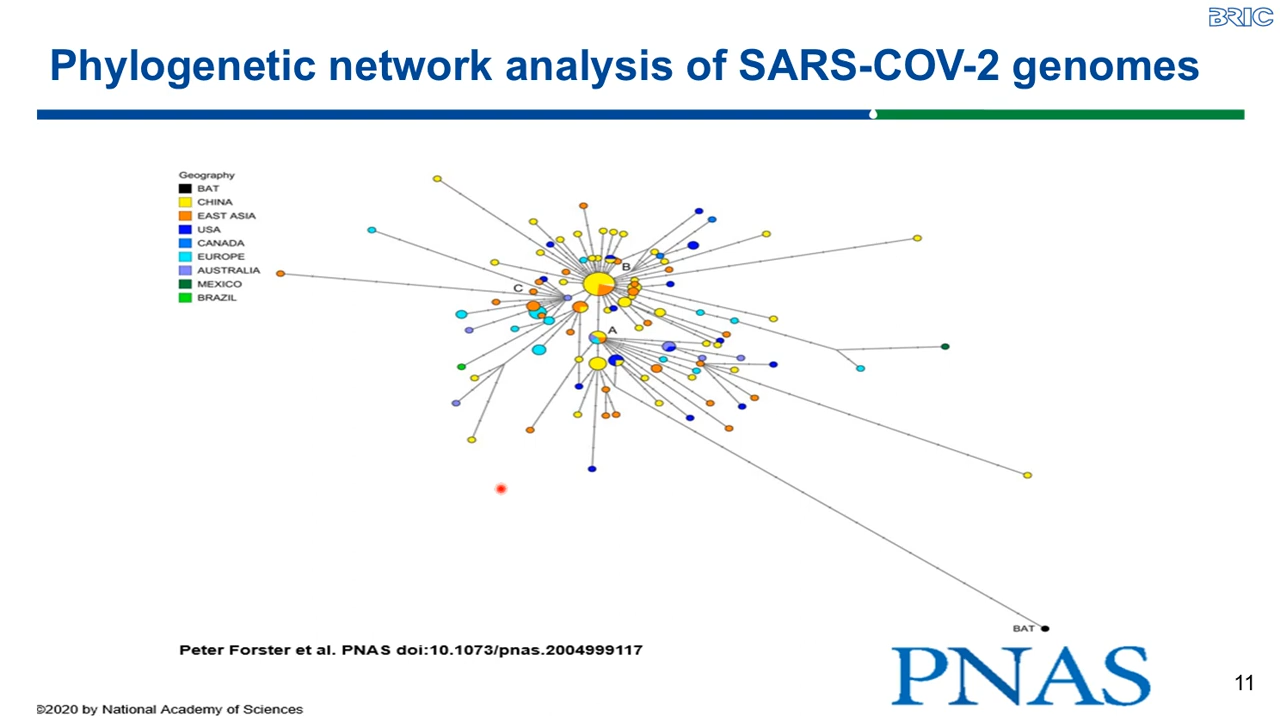 BRIC
Phylogenetic network analysis of SARS-COV-2 genomes
Geography
BAT
CHINA
EAST ASIA
USA
CANADA
EUROPE
AUSTRALIA
MEXICO
BRAZIL
B
C
A
BAT
Peter Forster et al. PNAS doi:10.1073/pnas.2004999117
PNAS
11
©2020 by National Academy of Sciences